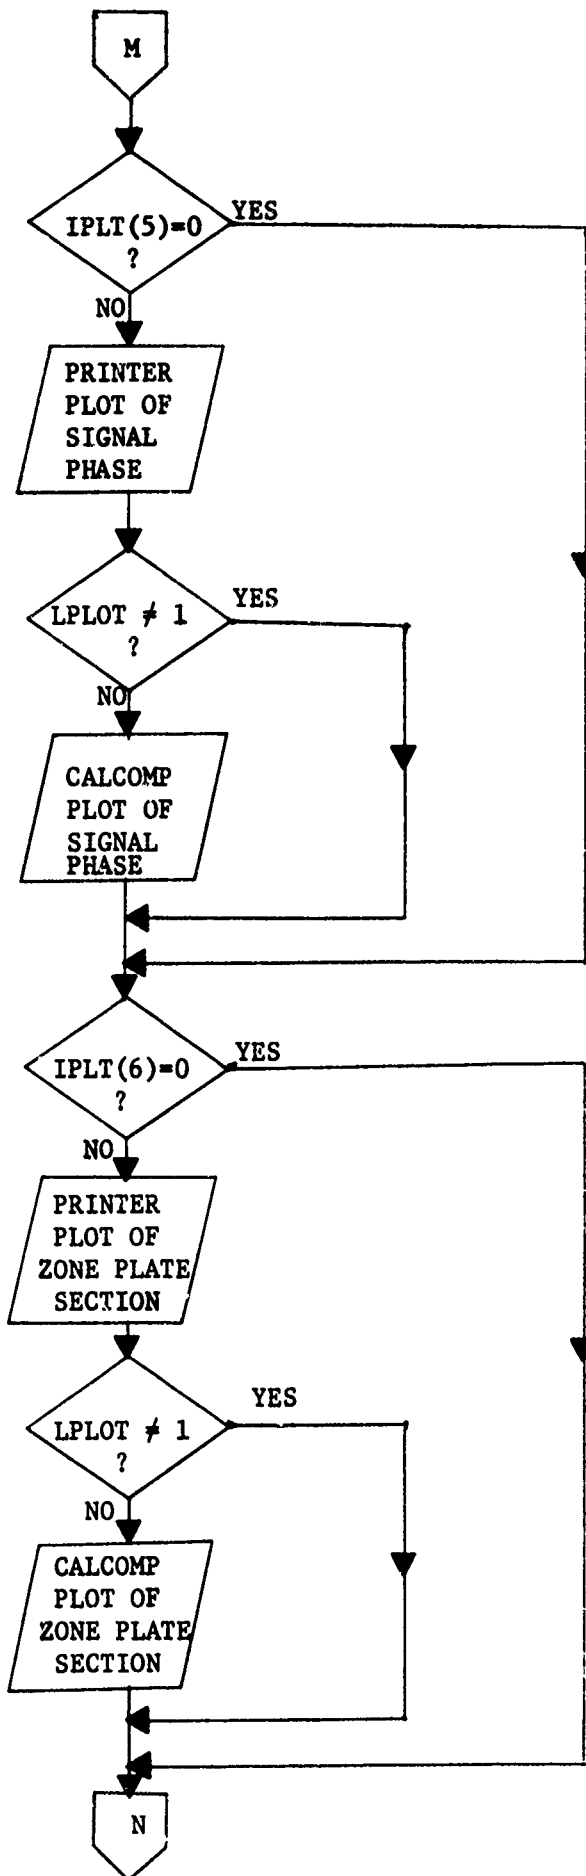 M
IPLT(5)=0
?
YES
NO
PRINTER
PLOT OF
SIGNAL
PHASE
LPLOT ≠ 1
?
YES
NO
CALCOMP
PLOT OF
SIGNAL
PHASE
IPLT(6)=0
?
YES
NO
PRINTER
PLOT OF
ZONE PLATE
SECTION
LPLOT ≠ 1
?
YES
NO
CALCOMP
PLOT OF
ZONE PLATE
SECTION
N